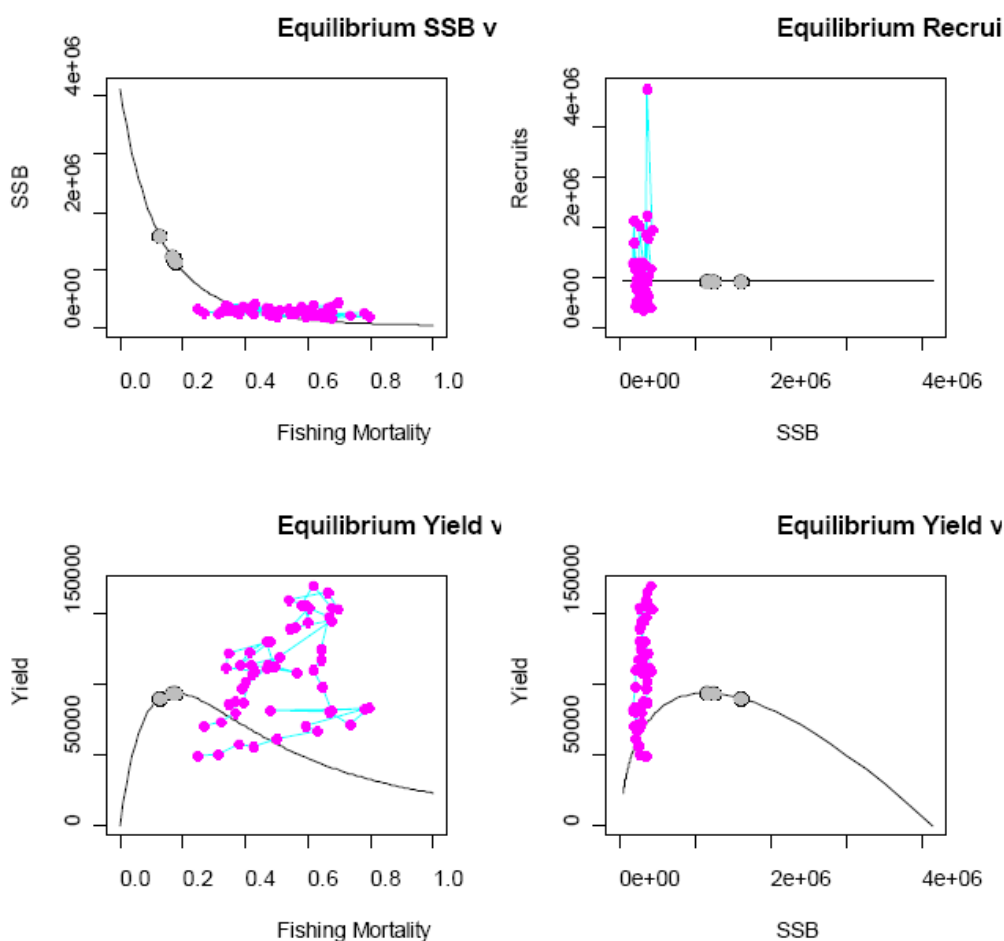 Equilibrium SSB v
SSB
0e+00 2e+06 4e+06
0.0 0.2 0.4 0.6 0.8 1.0
Fishing Mortality
Equilibrium Recrui
Recruits
0e+00 2e+06 4e+06
0e+00 2e+06 4e+06
SSB
Equilibrium Yield v
Yield
0 50000 150000
0.0 0.2 0.4 0.6 0.8 1.0
Fishing Mortality
Equilibrium Yield v
Yield
0 50000 150000
0e+00 2e+06 4e+06
SSB